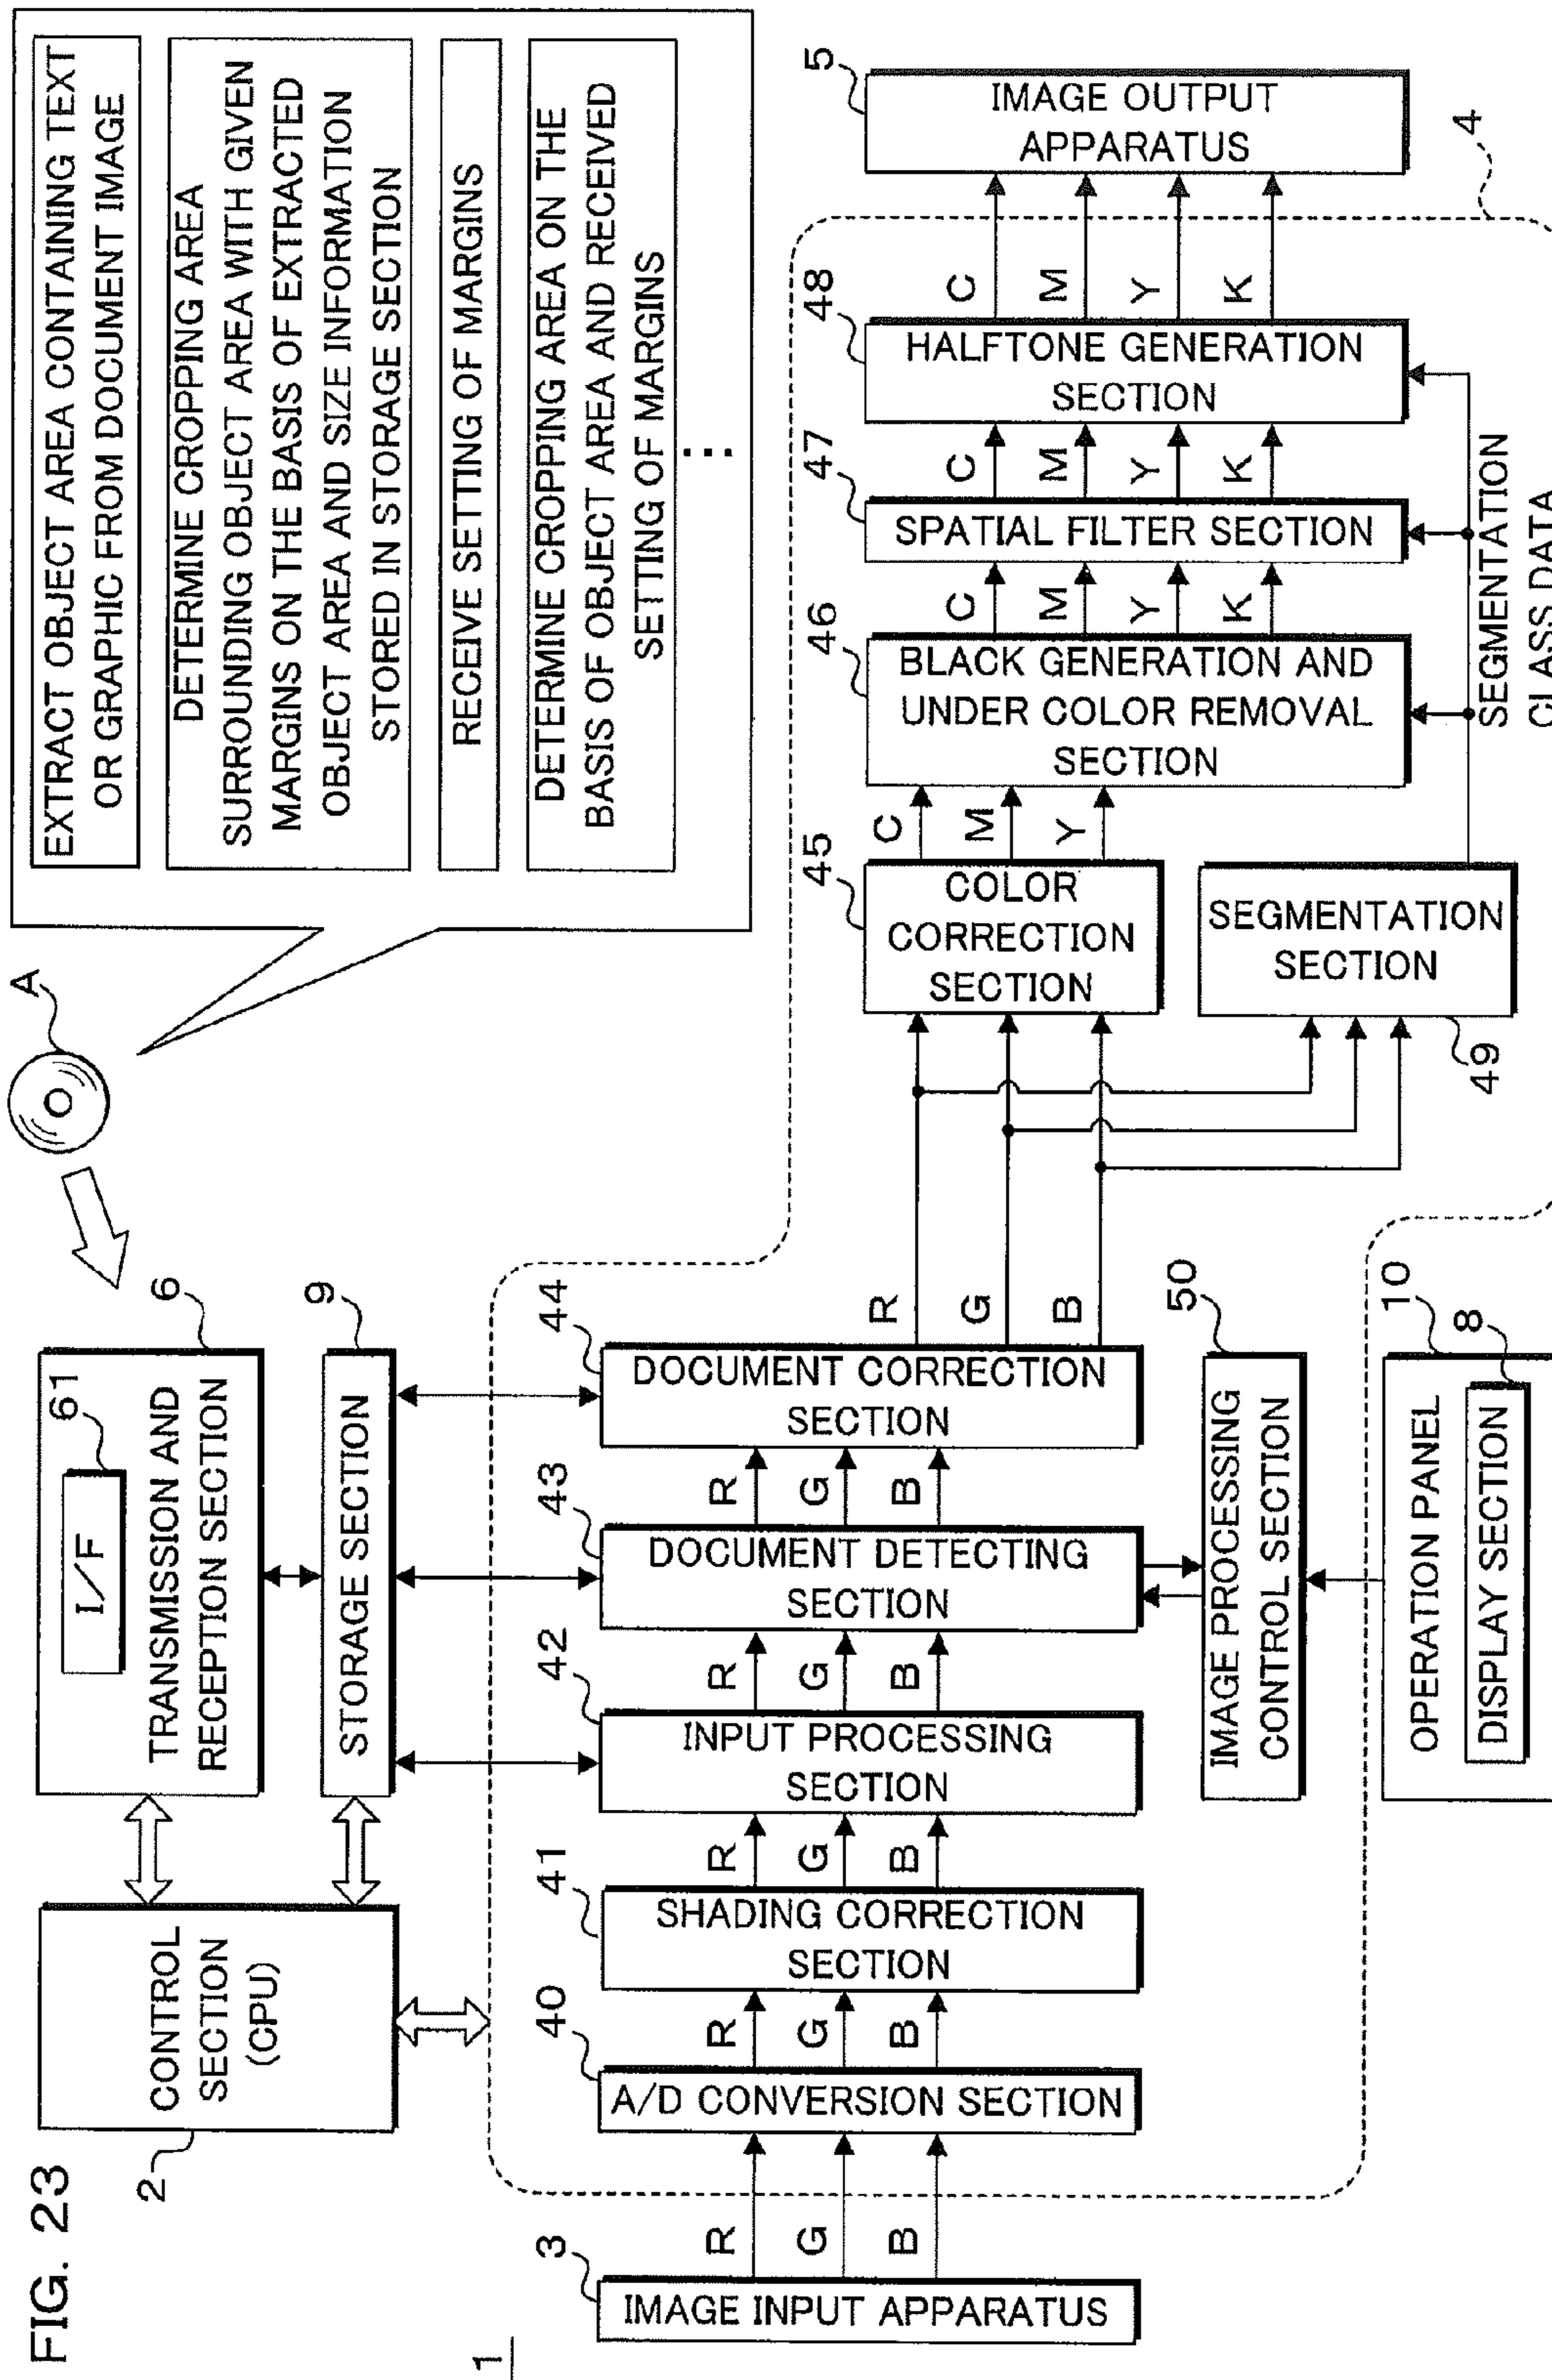 FIG. 23
1
2
CONTROL
SECTION
(CPU)
6
61
I/F
TRANSMISSION AND
RECEPTION SECTION
9
STORAGE SECTION
A
EXTRACT OBJECT AREA CONTAINING TEXT
OR GRAPHIC FROM DOCUMENT IMAGE
DETERMINE CROPPING AREA
SURROUNDING OBJECT AREA WITH GIVEN
MARGINS ON THE BASIS OF EXTRACTED
OBJECT AREA AND SIZE INFORMATION
STORED IN STORAGE SECTION
RECEIVE SETTING OF MARGINS
DETERMINE CROPPING AREA ON THE
BASIS OF OBJECT AREA AND RECEIVED
SETTING OF MARGINS
...
3
IMAGE INPUT APPARATUS
R
G
B
40
A/D CONVERSION SECTION
R
G
B
41
SHADING CORRECTION
SECTION
R
G
B
42
INPUT PROCESSING
SECTION
R
G
B
43
DOCUMENT DETECTING
SECTION
R
G
B
44
DOCUMENT CORRECTION
SECTION
R
G
B
45
COLOR
CORRECTION
SECTION
C
M
Y
46
BLACK GENERATION AND
UNDER COLOR REMOVAL
SECTION
C
M
Y
K
47
SPATIAL FILTER SECTION
C
M
Y
K
48
HALFTONE GENERATION
SECTION
C
M
Y
K
5
IMAGE OUTPUT
APPARATUS
4
49
SEGMENTATION
SECTION
SEGMENTATION
CLASS DATA
50
IMAGE PROCESSING
CONTROL SECTION
10
OPERATION PANEL
8
DISPLAY SECTION